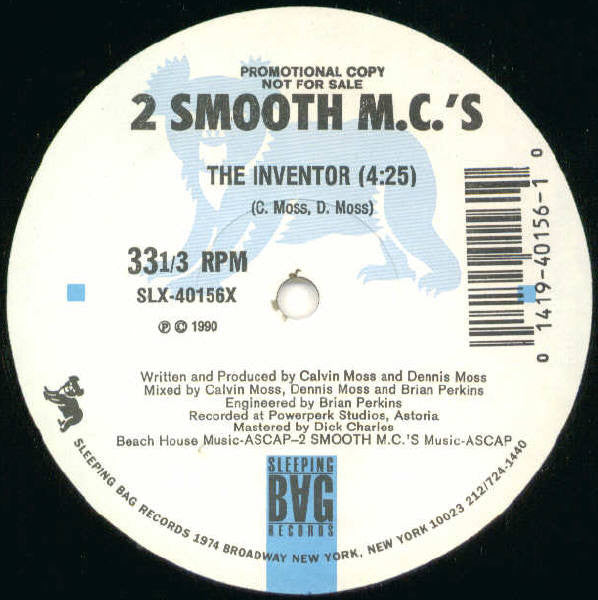 PROMOTIONAL COPY
NOT FOR SALE
2 SMOOTH M.C.'S
THE INVENTOR (4:25)
(C. Moss, D. Moss)
33 1/3 RPM
SLX-40156X
℗ © 1990
0 1419-40156-1 0
Written and Produced by Calvin Moss and Dennis Moss
Mixed by Calvin Moss, Dennis Moss and Brian Perkins
Engineered by Brian Perkins
Recorded at Powerperk Studios, Astoria
Mastered by Dick Charles
Beach House Music-ASCAP–2 SMOOTH M.C.'S Music-ASCAP
SLEEPING
BAG
RECORDS
SLEEPING BAG RECORDS 1974 BROADWAY NEW YORK, NEW YORK 10023 212/724-1440